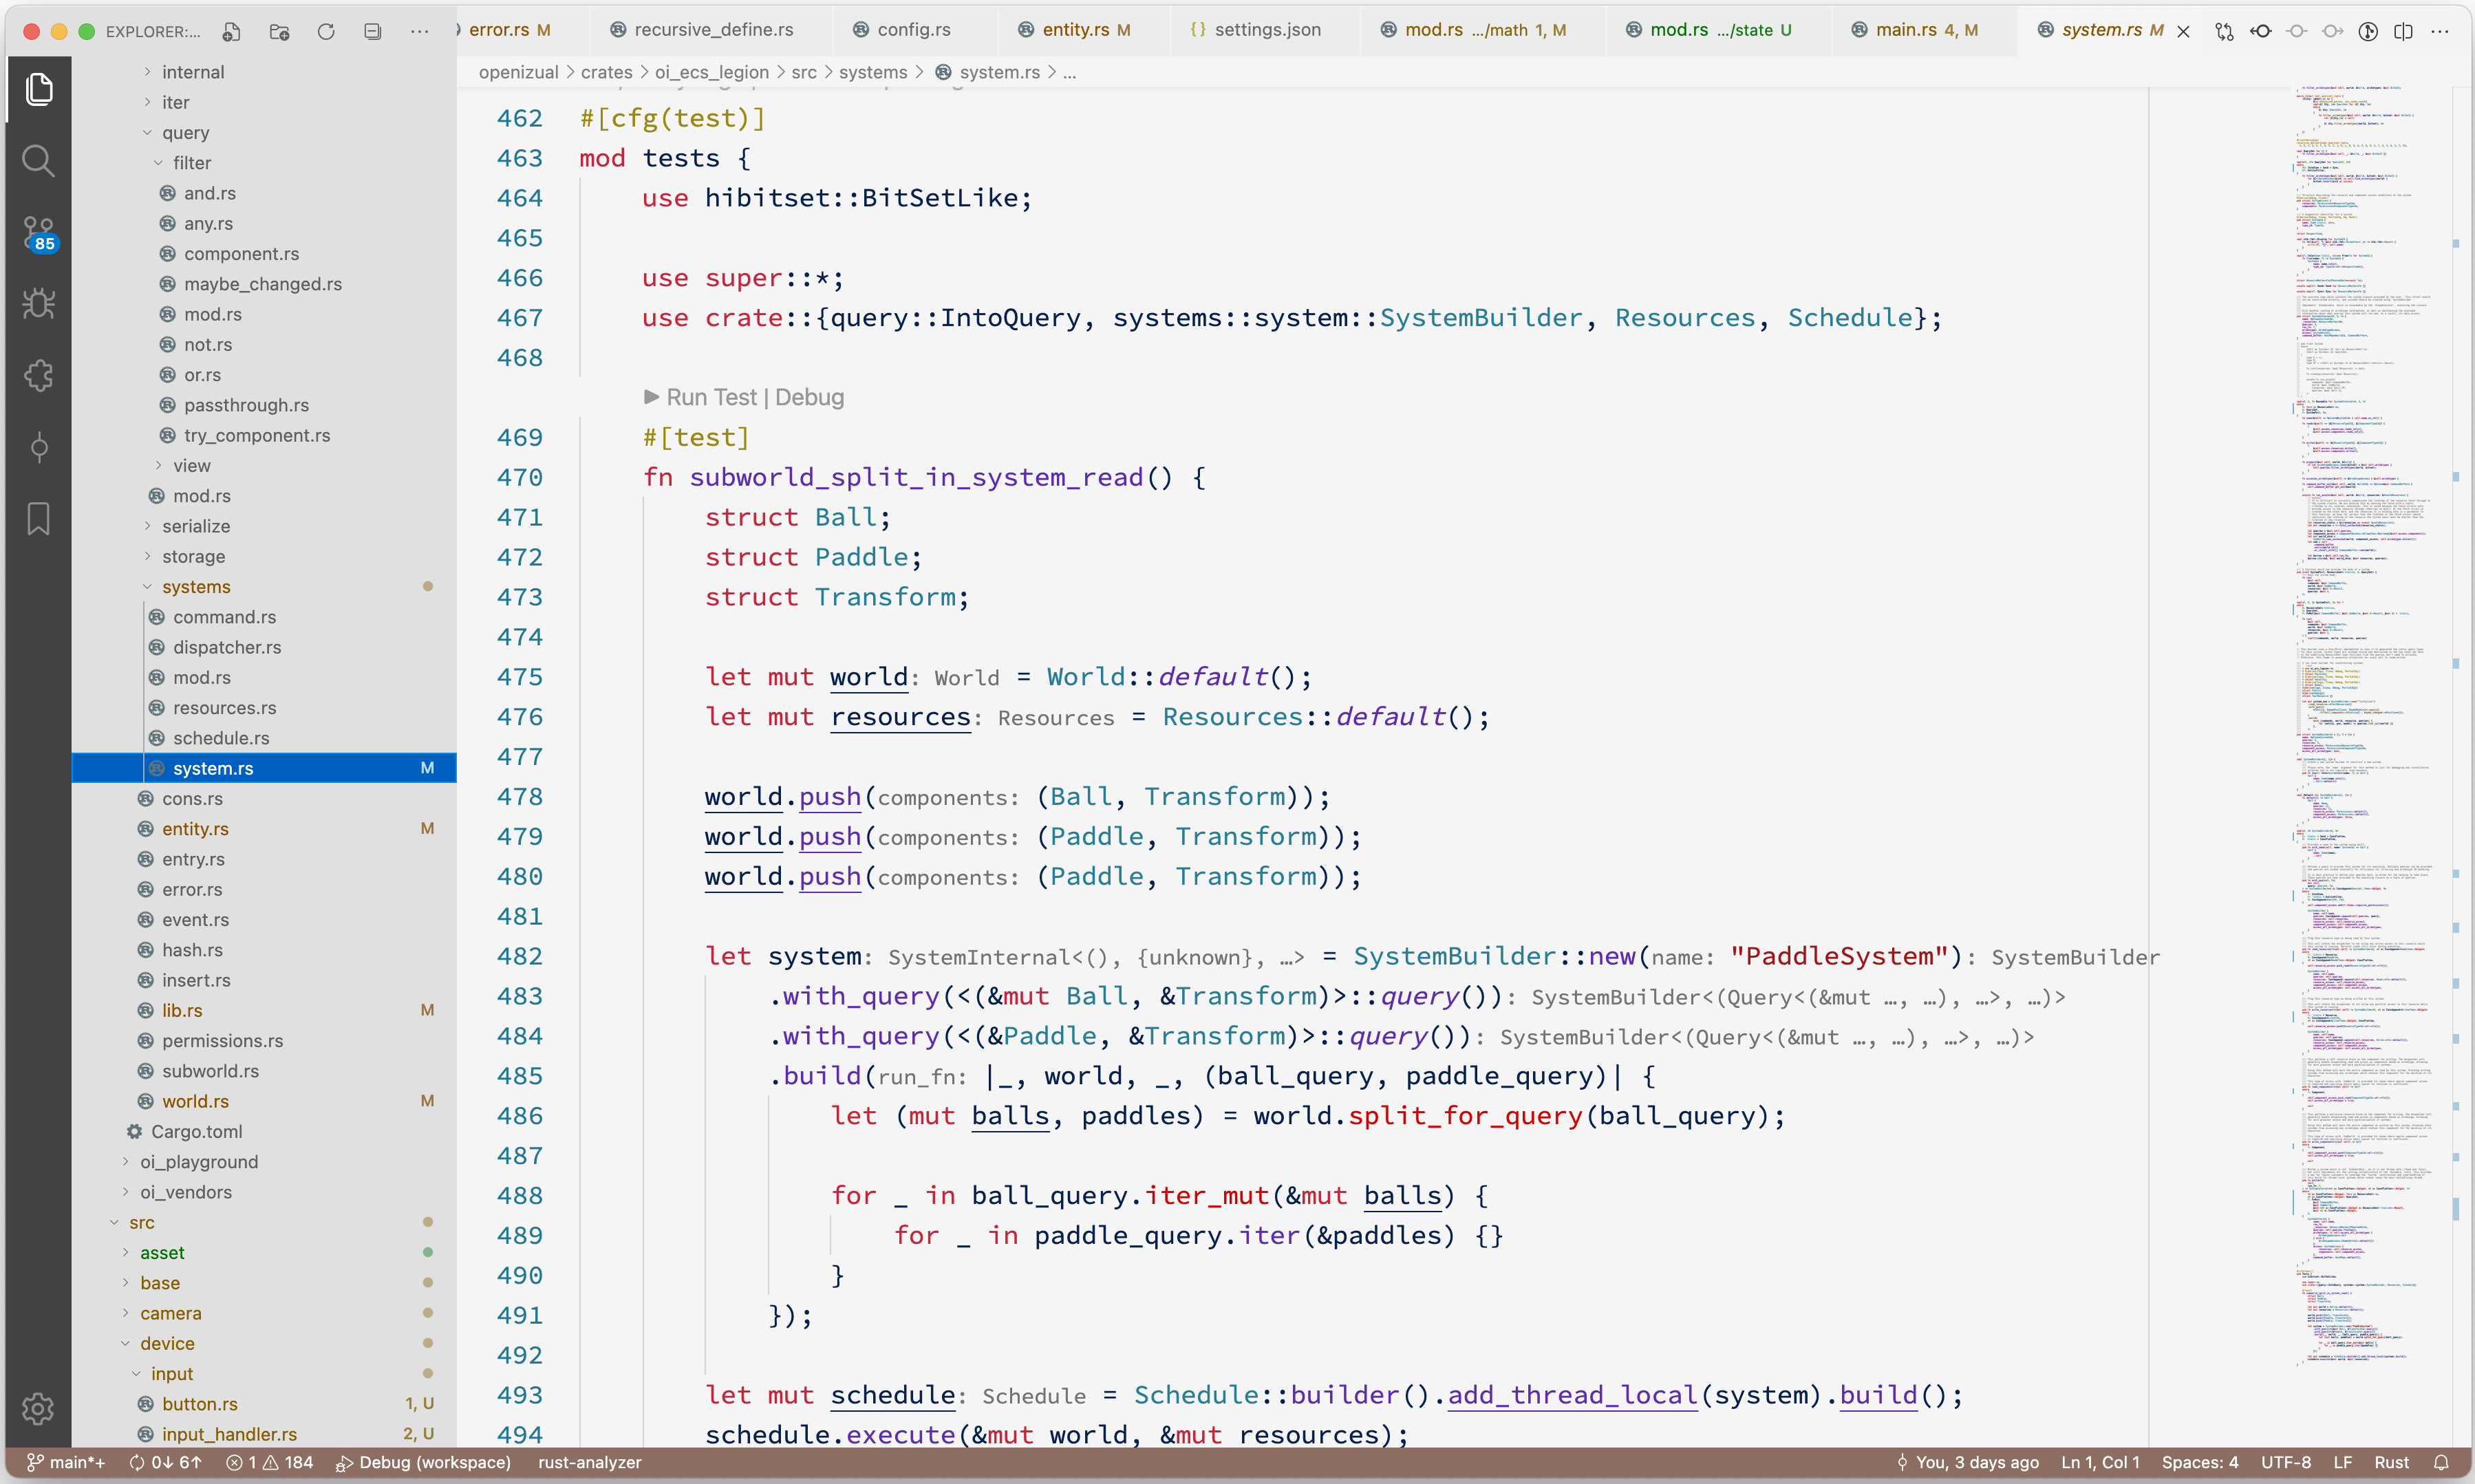 EXPLORER:...
error.rs M
recursive_define.rs
config.rs
entity.rs M
{} settings.json
mod.rs .../math 1, M
mod.rs .../state U
main.rs 4, M
system.rs M
openizual > crates > oi_ecs_legion > src > systems > system.rs > ...
internal
iter
query
filter
and.rs
any.rs
component.rs
maybe_changed.rs
mod.rs
not.rs
or.rs
passthrough.rs
try_component.rs
view
mod.rs
serialize
storage
systems
command.rs
dispatcher.rs
mod.rs
resources.rs
schedule.rs
system.rs M
cons.rs
entity.rs M
entry.rs
error.rs
event.rs
hash.rs
insert.rs
lib.rs M
permissions.rs
subworld.rs
world.rs M
Cargo.toml
oi_playground
oi_vendors
src
asset
base
camera
device
input
button.rs 1, U
input_handler.rs 2, U
85
462 #[cfg(test)]
463 mod tests {
464 use hibitset::BitSetLike;
465
466 use super::*;
467 use crate::{query::IntoQuery, systems::system::SystemBuilder, Resources, Schedule};
468
▶ Run Test | Debug
469 #[test]
470 fn subworld_split_in_system_read() {
471 struct Ball;
472 struct Paddle;
473 struct Transform;
474
475 let mut world: World = World::default();
476 let mut resources: Resources = Resources::default();
477
478 world.push(components: (Ball, Transform));
479 world.push(components: (Paddle, Transform));
480 world.push(components: (Paddle, Transform));
481
482 let system: SystemInternal<(), {unknown}, …> = SystemBuilder::new(name: "PaddleSystem"): SystemBuilder
483 .with_query(<(&mut Ball, &Transform)>::query()): SystemBuilder<(Query<(&mut …, …), …>, …)>
484 .with_query(<(&Paddle, &Transform)>::query()): SystemBuilder<(Query<(&mut …, …), …>, …)>
485 .build(run_fn: |_, world, _, (ball_query, paddle_query)| {
486 let (mut balls, paddles) = world.split_for_query(ball_query);
487
488 for _ in ball_query.iter_mut(&mut balls) {
489 for _ in paddle_query.iter(&paddles) {}
490 }
491 });
492
493 let mut schedule: Schedule = Schedule::builder().add_thread_local(system).build();
494 schedule.execute(&mut world, &mut resources);
main*+ 0↓ 6↑ 1 184 Debug (workspace) rust-analyzer You, 3 days ago Ln 1, Col 1 Spaces: 4 UTF-8 LF Rust